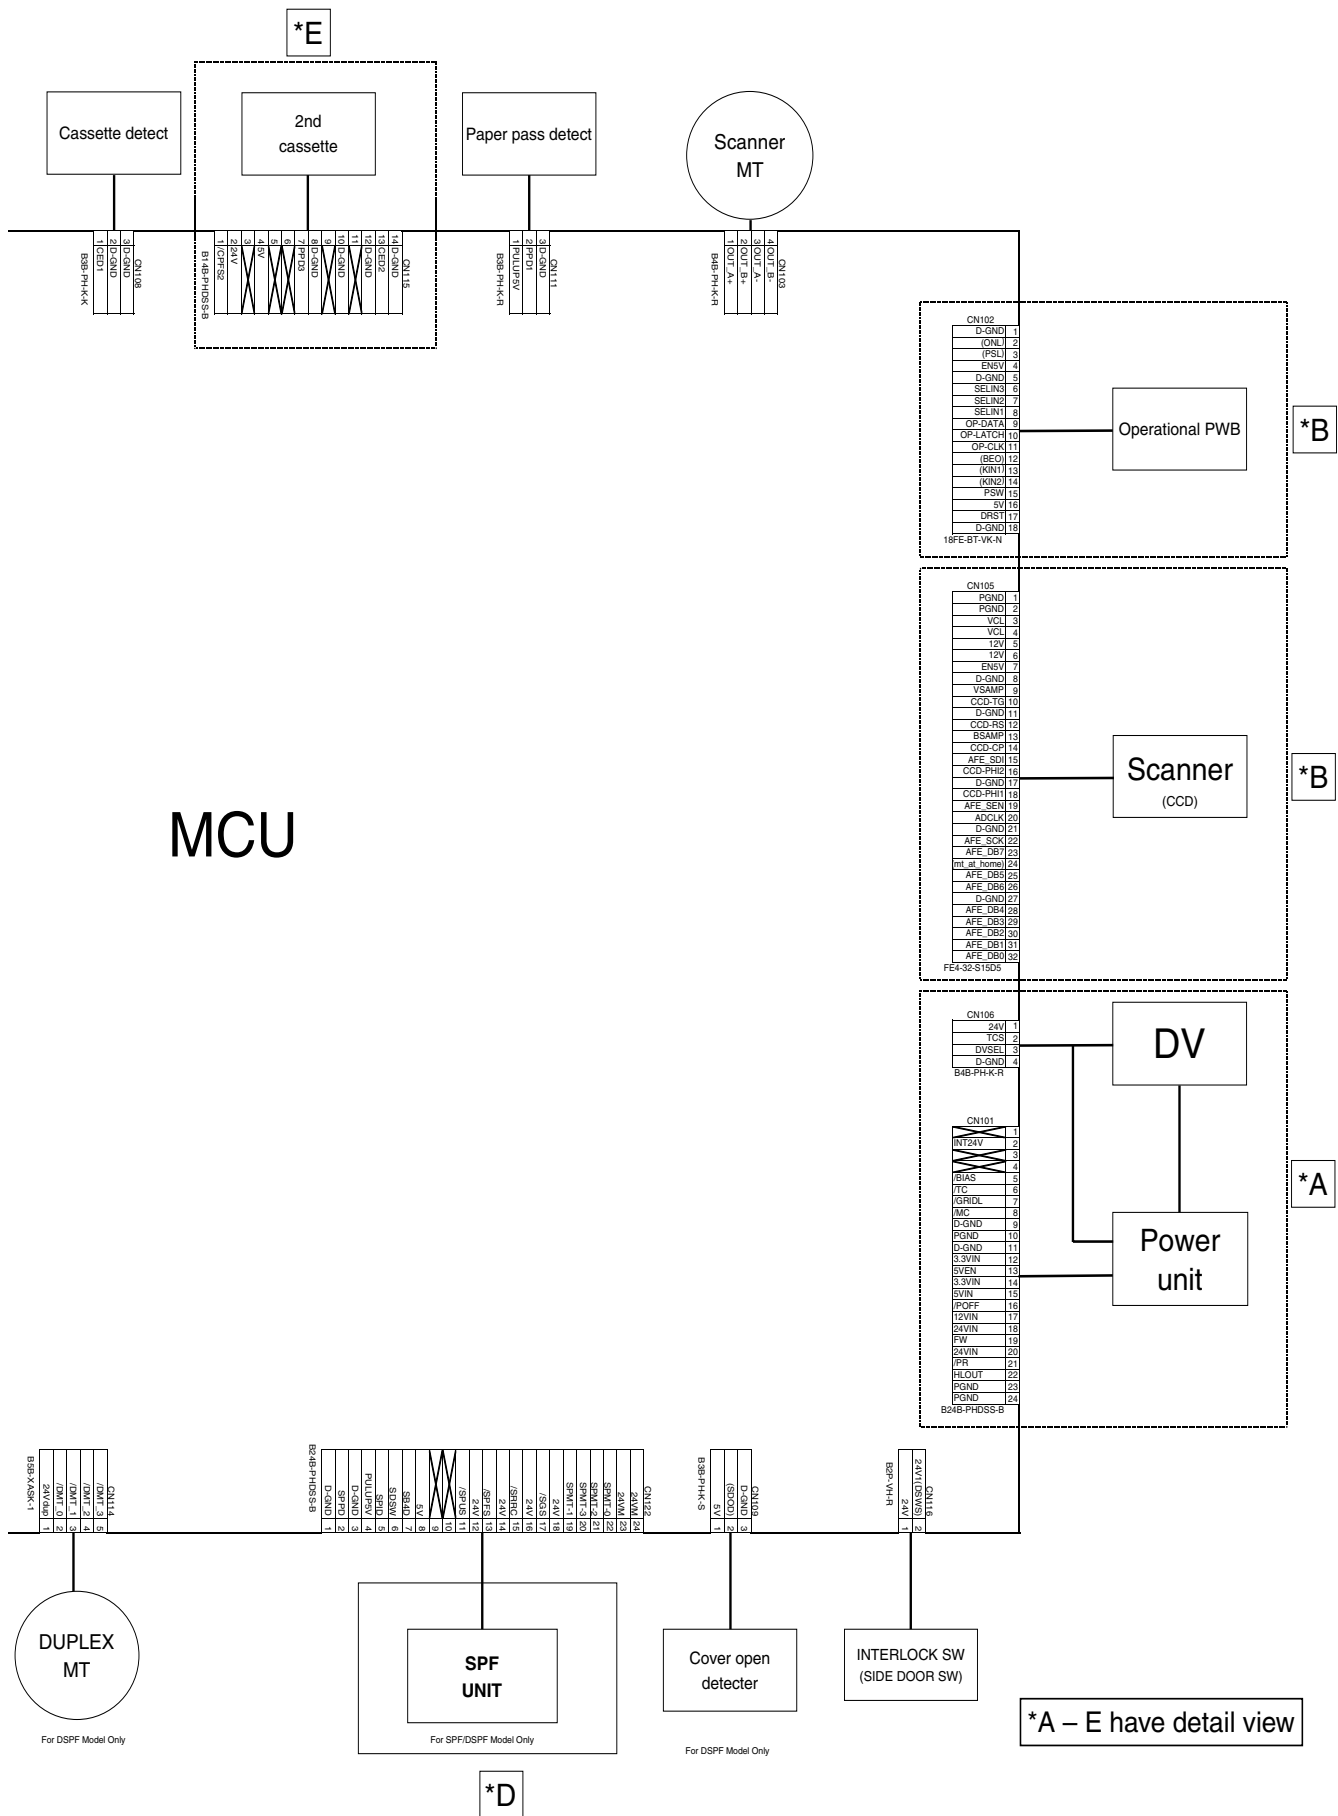 *E
Cassette detect
2nd
cassette
Paper pass detect
Scanner
MT
CN108
3 D-GND
2 D-GND
1 CED1
B3B-PH-K-K
CN115
14 D-GND
13 CED2
12 D-GND
11
10 D-GND
9
8 D-GND
7 PPD3
6
5
4 5V
3
2 24V
1 /CPFS2
B14B-PHDSS-B
CN111
3 D-GND
2 PPD1
1 PULUP5V
B3B-PH-K-R
CN103
4 OUT_B-
3 OUT_A-
2 OUT_B+
1 OUT_A+
B4B-PH-K-R
CN102
D-GND 1
(ONL) 2
(PSL) 3
EN5V 4
D-GND 5
SELIN3 6
SELIN2 7
SELIN1 8
OP-DATA 9
OP-LATCH 10
OP-CLK 11
(BEO) 12
(KIN1) 13
(KIN2) 14
PSW 15
5V 16
DRST 17
D-GND 18
18FE-BT-VK-N
Operational PWB
*B
CN105
PGND 1
PGND 2
VCL 3
VCL 4
12V 5
12V 6
EN5V 7
D-GND 8
VSAMP 9
CCD-TG 10
D-GND 11
CCD-RS 12
BSAMP 13
CCD-CP 14
AFE_SDI 15
CCD-PHI2 16
D-GND 17
CCD-PHI1 18
AFE_SEN 19
ADCLK 20
D-GND 21
AFE_SCK 22
AFE_DB7 23
(mt_at_home) 24
AFE_DB5 25
AFE_DB6 26
D-GND 27
AFE_DB4 28
AFE_DB3 29
AFE_DB2 30
AFE_DB1 31
AFE_DB0 32
FE4-32-S15D5
Scanner
(CCD)
*B
MCU
CN106
24V 1
TCS 2
DVSEL 3
D-GND 4
B4B-PH-K-R
DV
CN101
1
INT24V 2
3
4
/BIAS 5
/TC 6
/GRIDL 7
/MC 8
D-GND 9
PGND 10
D-GND 11
3.3VIN 12
5VEN 13
3.3VIN 14
5VIN 15
/POFF 16
12VIN 17
24VIN 18
FW 19
24VIN 20
/PR 21
HLOUT 22
PGND 23
PGND 24
B24B-PHDSS-B
Power
unit
*A
B5B-XASK-1
24Vdup 1
/DMT_0 2
/DMT_1 3
/DMT_2 4
/DMT_3 5
CN114
B24B-PHDSS-B
D-GND 1
SPPD 2
D-GND 3
PULUP5V 4
SPID 5
SDSW 6
SB4D 7
5V 8
9
10
/SPUS 11
24V 12
/SPFS 13
24V 14
/SRRC 15
24V 16
/SGS 17
24V 18
SPMT-1 19
SPMT-3 20
SPMT-2 21
SPMT-0 22
24VM 23
24VM 24
CN122
B3B-PH-K-S
5V 1
(SDOD) 2
D-GND 3
CN109
B2P-VH-R
24V 1
24V1(DSWS) 2
CN116
DUPLEX
MT
For DSPF Model Only
SPF
UNIT
For SPF/DSPF Model Only
*D
Cover open
detecter
For DSPF Model Only
INTERLOCK SW
(SIDE DOOR SW)
*A – E have detail view